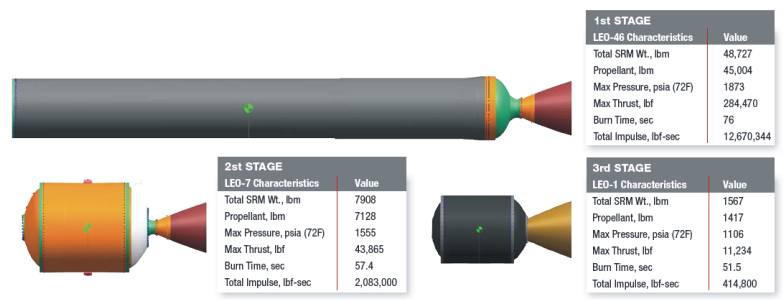 1st STAGE
LEO-46 Characteristics Value
Total SRM Wt., lbm 48,727
Propellant, lbm 45,004
Max Pressure, psia (72F) 1873
Max Thrust, lbf 284,470
Burn Time, sec 76
Total Impulse, lbf-sec 12,670,344
2st STAGE
LEO-7 Characteristics Value
Total SRM Wt., lbm 7908
Propellant, lbm 7128
Max Pressure, psia (72F) 1555
Max Thrust, lbf 43,865
Burn Time, sec 57.4
Total Impulse, lbf-sec 2,083,000
3rd STAGE
LEO-1 Characteristics Value
Total SRM Wt., lbm 1567
Propellant, lbm 1417
Max Pressure, psia (72F) 1106
Max Thrust, lbf 11,234
Burn Time, sec 51.5
Total Impulse, lbf-sec 414,800